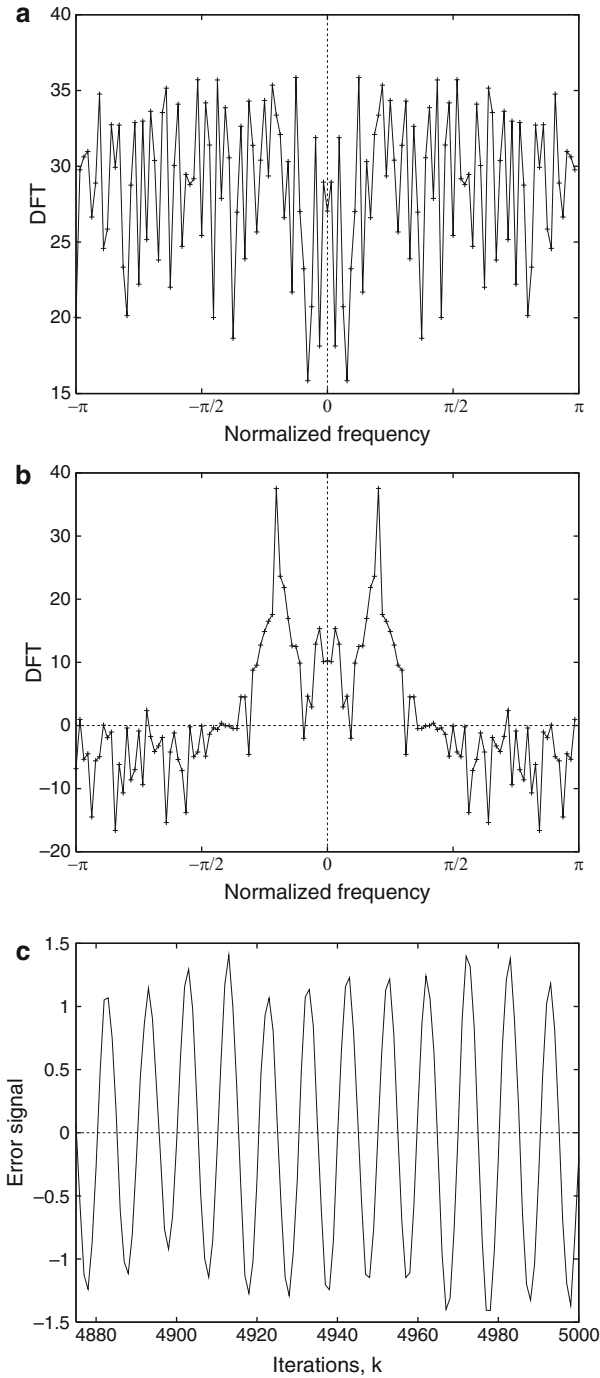 a
40
35
30
25
20
15
DFT
−π
−π/2
0
π/2
π
Normalized frequency
b
40
30
20
10
0
−10
−20
DFT
−π
−π/2
0
π/2
π
Normalized frequency
c
1.5
1
0.5
0
−0.5
−1
−1.5
Error signal
4880
4900
4920
4940
4960
4980
5000
Iterations, k